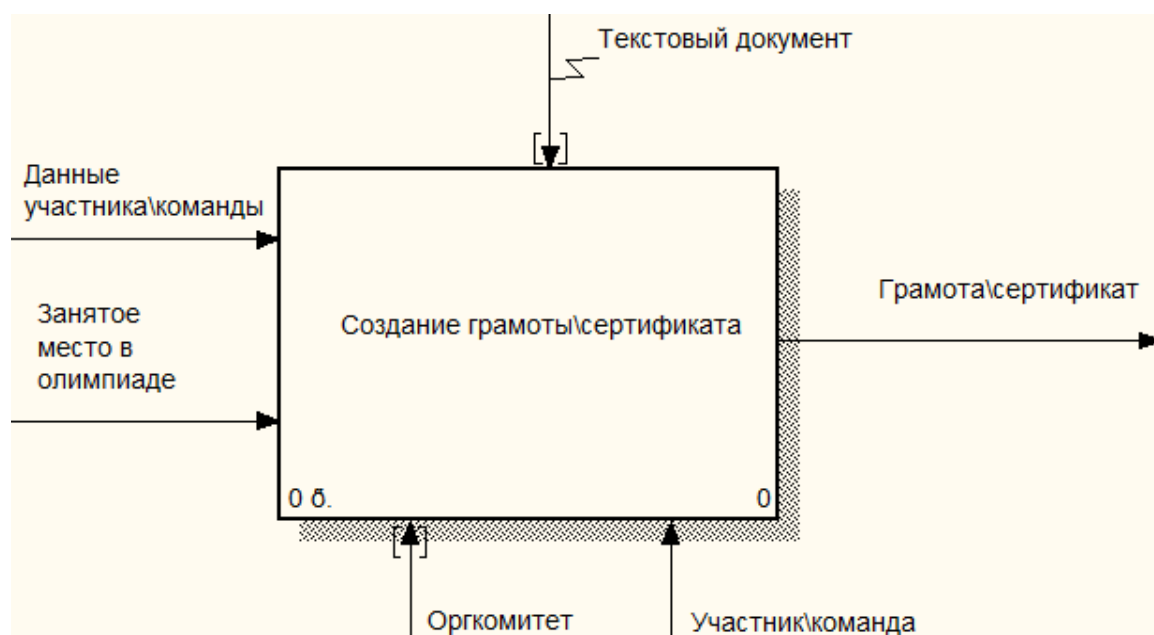 Текстовый документ
Данные
участника\команды
Занятое
место в
олимпиаде
Создание грамоты\сертификата
Грамота\сертификат
0 б.
0
Оргкомитет
Участник\команда